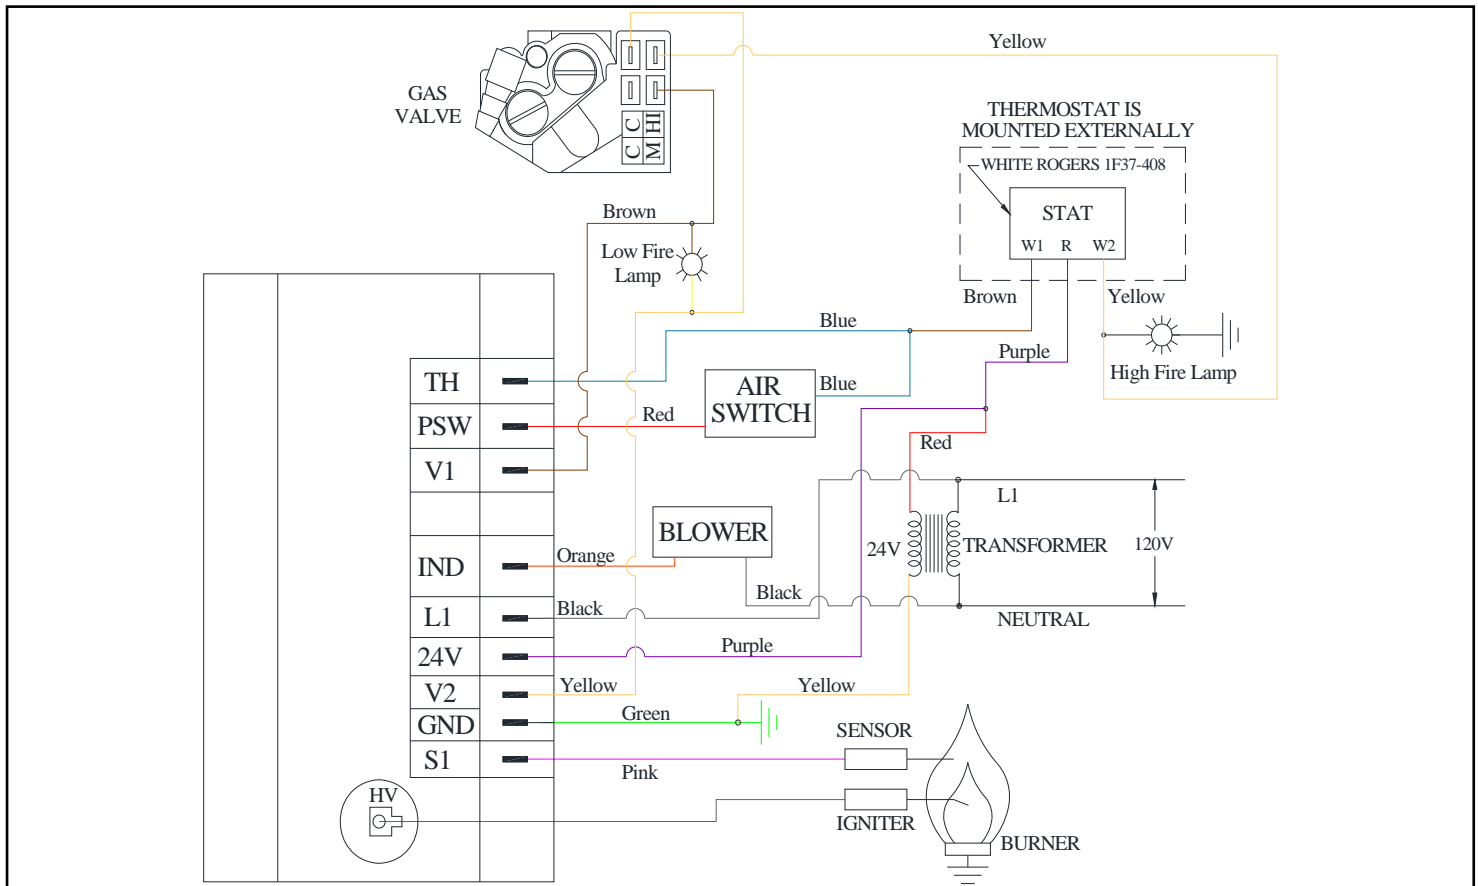 Yellow
GAS
VALVE
C C
M HI
THERMOSTAT IS
MOUNTED EXTERNALLY
WHITE ROGERS 1F37-408
STAT
W1 R W2
Brown
Low Fire
Lamp
Brown
Yellow
Blue
Purple
High Fire Lamp
TH
AIR
SWITCH
Blue
PSW
Red
Red
V1
L1
BLOWER
24V
TRANSFORMER
120V
IND
Orange
Black
L1
Black
NEUTRAL
24V
Purple
V2
Yellow
Yellow
GND
Green
SENSOR
S1
Pink
HV
IGNITER
BURNER